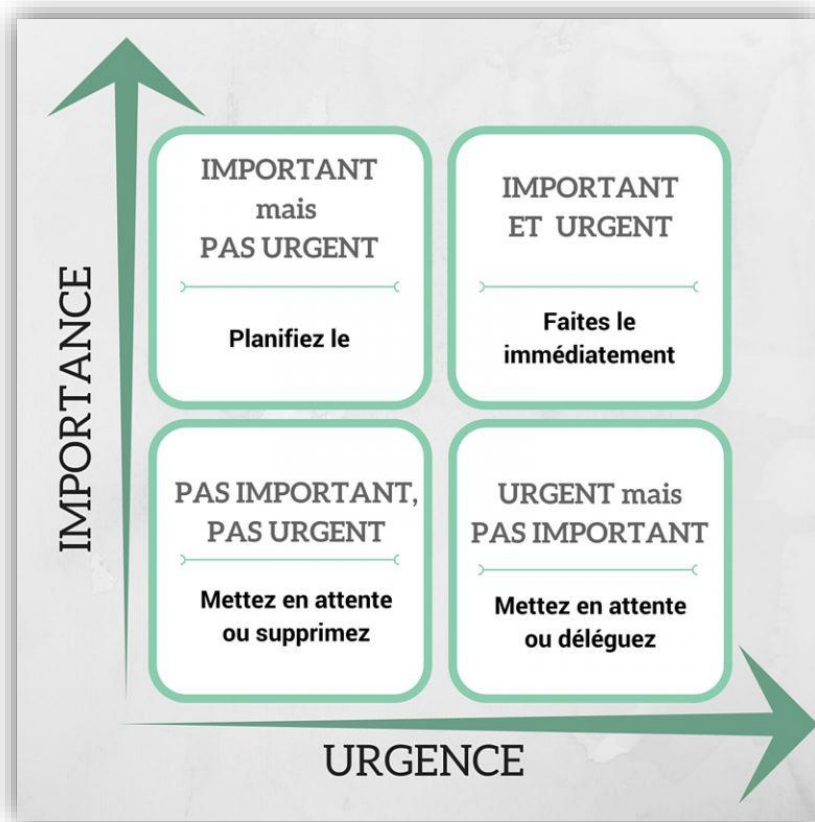 IMPORTANCE
IMPORTANT
mais
PAS URGENT
Planifiez le
IMPORTANT
ET URGENT
Faites le
immédiatement
PAS IMPORTANT,
PAS URGENT
Mettez en attente
ou supprimez
URGENT mais
PAS IMPORTANT
Mettez en attente
ou déléguez
URGENCE